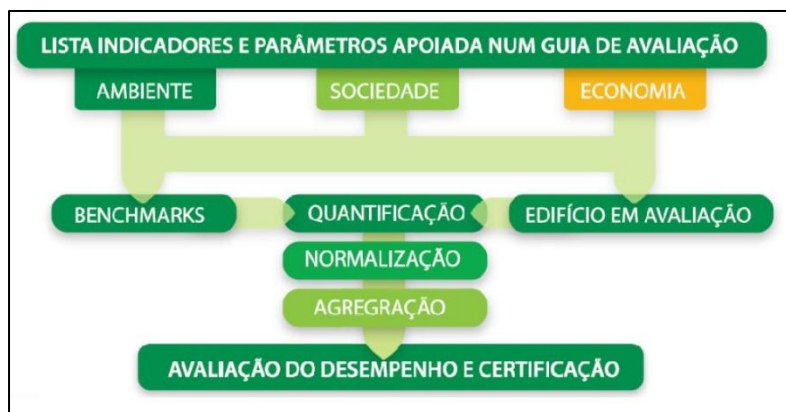 LISTA INDICADORES E PARÂMETROS APOIADA NUM GUIA DE AVALIAÇÃO
AMBIENTE
SOCIEDADE
ECONOMIA
BENCHMARKS
QUANTIFICAÇÃO
EDIFÍCIO EM AVALIAÇÃO
NORMALIZAÇÃO
AGREGRAÇÃO
AVALIAÇÃO DO DESEMPENHO E CERTIFICAÇÃO